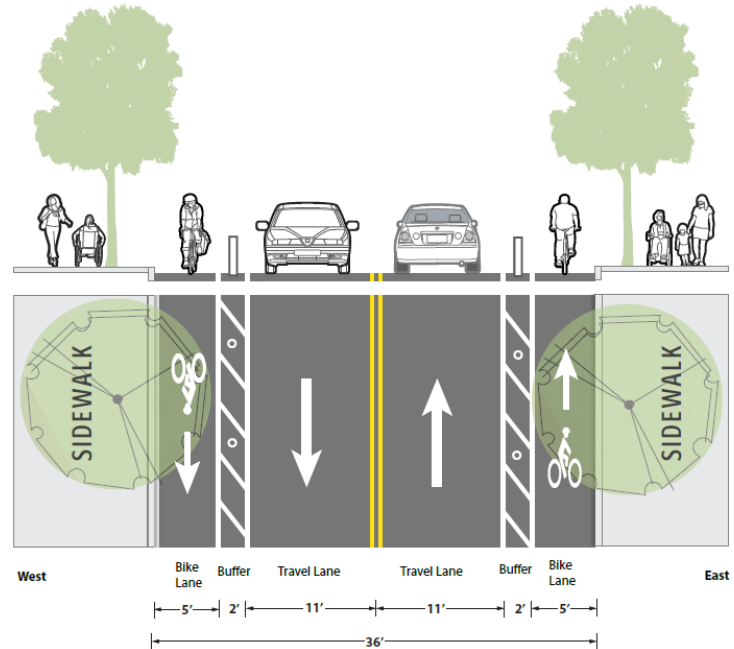 SIDEWALK
SIDEWALK
West
Bike
Lane
Buffer
Travel Lane
Travel Lane
Buffer
Bike
Lane
East
5'
2'
11'
11'
2'
5'
36'